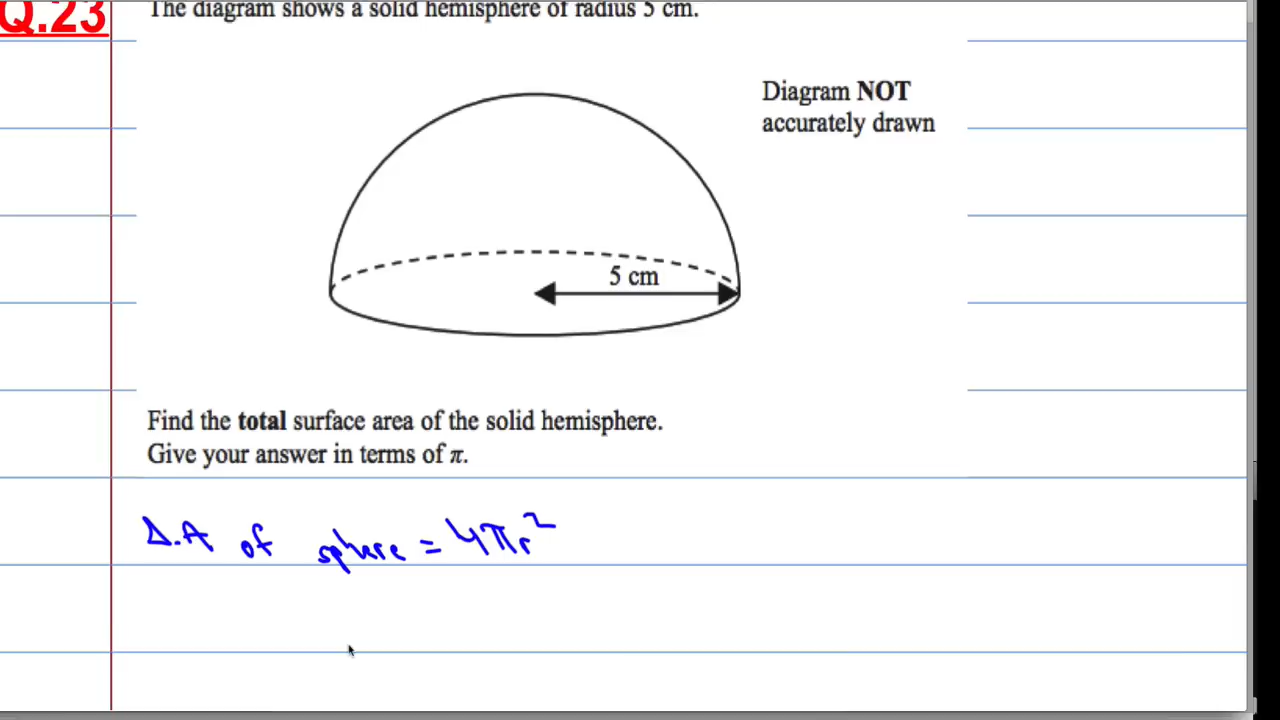 Q.23
The diagram shows a solid hemisphere of radius 5 cm.
Diagram NOT
accurately drawn
5 cm
Find the total surface area of the solid hemisphere.
Give your answer in terms of π.
S.A of sphere = 4πr²